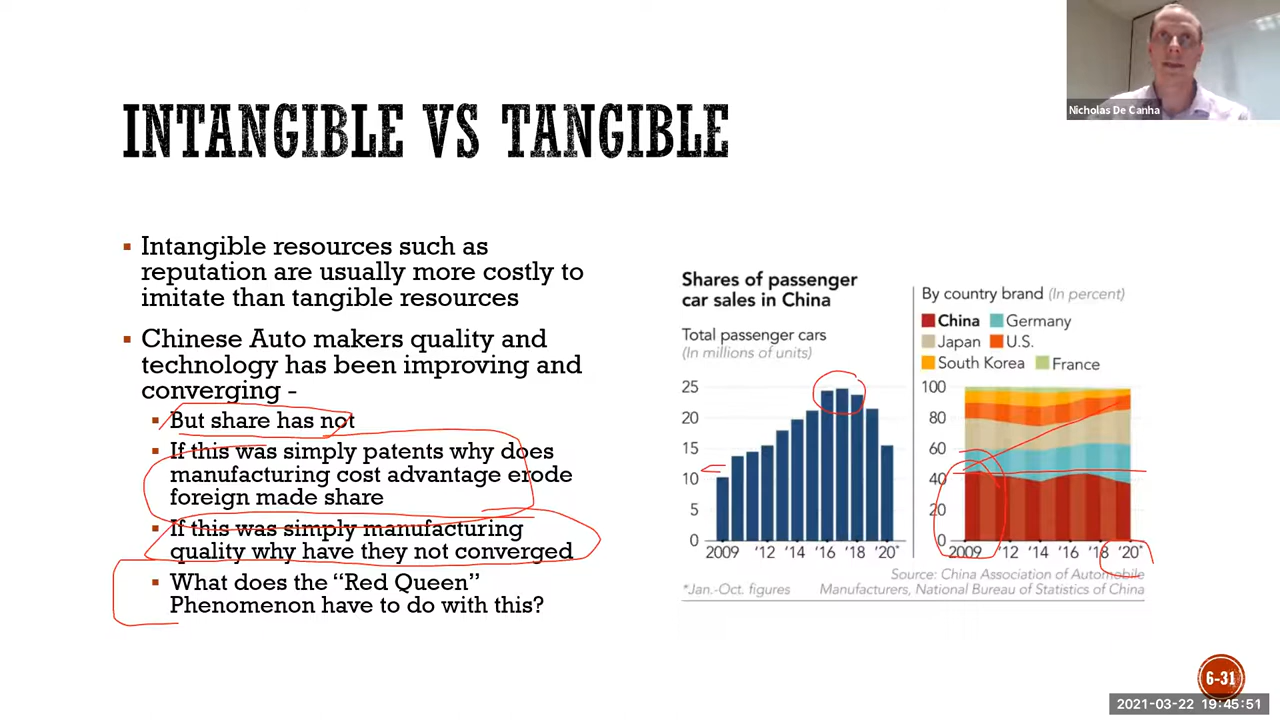 Nicholas De Canha
INTANGIBLE VS TANGIBLE
▪ Intangible resources such as
reputation are usually more costly to
imitate than tangible resources
▪ Chinese Auto makers quality and
technology has been improving and
converging -
▪ But share has not
▪ If this was simply patents why does
manufacturing cost advantage erode
foreign made share
▪ If this was simply manufacturing
quality why have they not converged
▪ What does the “Red Queen”
Phenomenon have to do with this?
Shares of passenger
car sales in China
Total passenger cars
(In millions of units)
25
20
15
10
5
0
2009 '12 '14 '16 '18 '20*
*Jan.-Oct. figures
By country brand (In percent)
China Germany
Japan U.S.
South Korea France
100
80
60
40
20
0
2009 '12 '14 '16 '18 '20*
Source: China Association of Automobile
Manufacturers, National Bureau of Statistics of China
6-31
2021-03-22 19:45:51